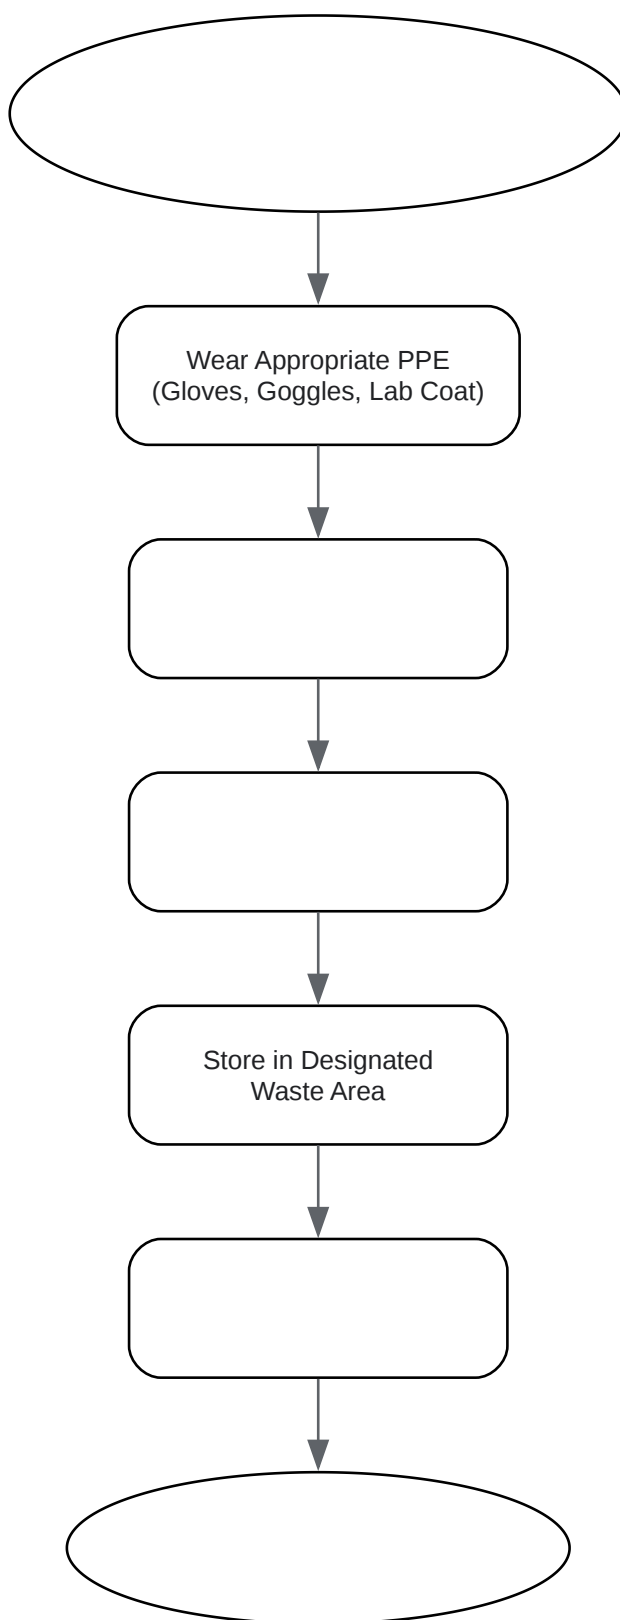 Wear Appropriate PPE
(Gloves, Goggles, Lab Coat)
Store in Designated
Waste Area